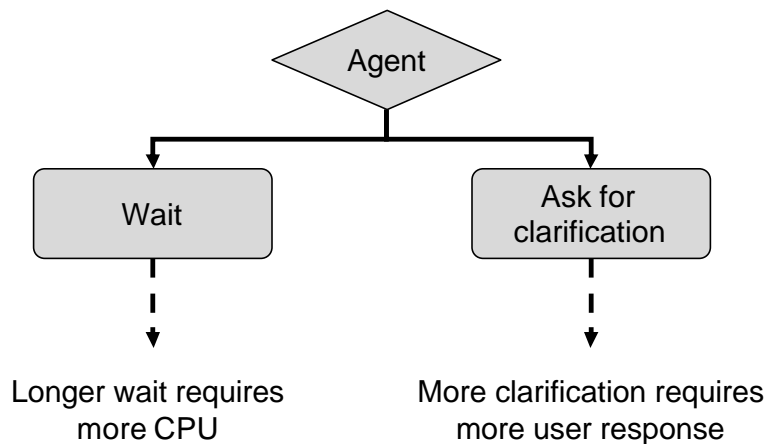 Agent
Wait
Ask for
clarification
Longer wait requires
more CPU
More clarification requires
more user response